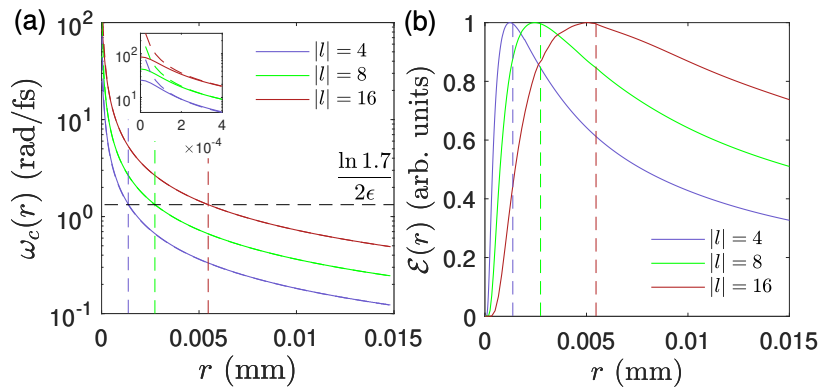 (a)
ω_c(r) (rad/fs)
10^2
10^1
10^0
10^-1
0
0.005
0.01
0.015
r (mm)
10^2
10^1
0
2
4
×10^-4
|l| = 4
|l| = 8
|l| = 16
ln 1.7
2ϵ
(b)
ℰ(r) (arb. units)
1
0.8
0.6
0.4
0.2
0
0
0.005
0.01
0.015
r (mm)
|l| = 4
|l| = 8
|l| = 16